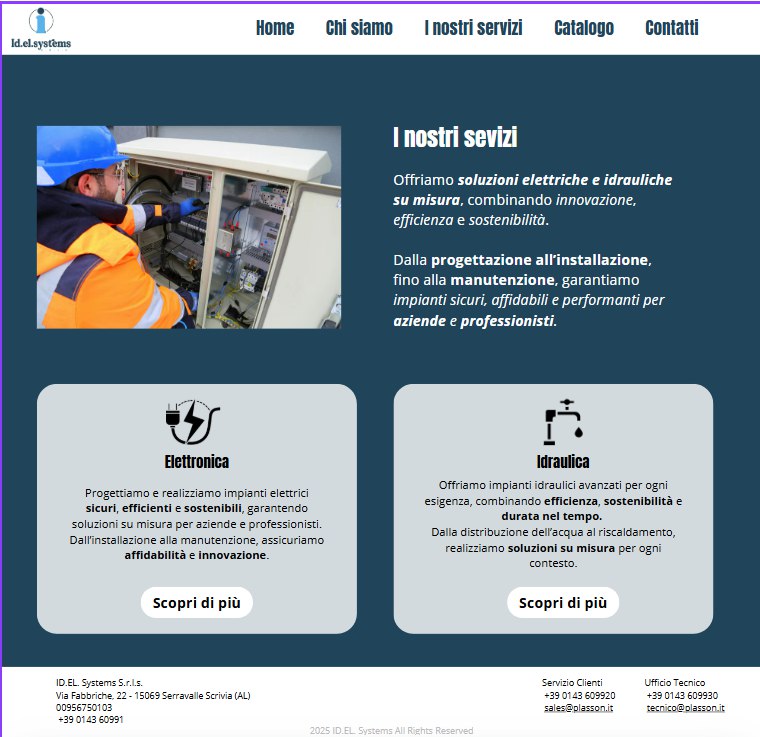 id.el.systems
Home Chi siamo I nostri servizi Catalogo Contatti
I nostri sevizi
Offriamo soluzioni elettriche e idrauliche
su misura, combinando innovazione,
efficienza e sostenibilità.
Dalla progettazione all'installazione,
fino alla manutenzione, garantiamo
impianti sicuri, affidabili e performanti per
aziende e professionisti.
Elettronica
Progettiamo e realizziamo impianti elettrici
sicuri, efficienti e sostenibili, garantendo
soluzioni su misura per aziende e professionisti.
Dall'installazione alla manutenzione, assicuriamo
affidabilità e innovazione.
Scopri di più
Idraulica
Offriamo impianti idraulici avanzati per ogni
esigenza, combinando efficienza, sostenibilità e
durata nel tempo.
Dalla distribuzione dell'acqua al riscaldamento,
realizziamo soluzioni su misura per ogni
contesto.
Scopri di più
ID.EL. Systems S.r.l.s.
Via Fabbriche, 22 - 15069 Serravalle Scrivia (AL)
00956750103
+39 0143 60991
Servizio Clienti
+39 0143 609920
sales@plasson.it
Ufficio Tecnico
+39 0143 609930
tecnico@plasson.it
2025 ID.EL. Systems All Rights Reserved